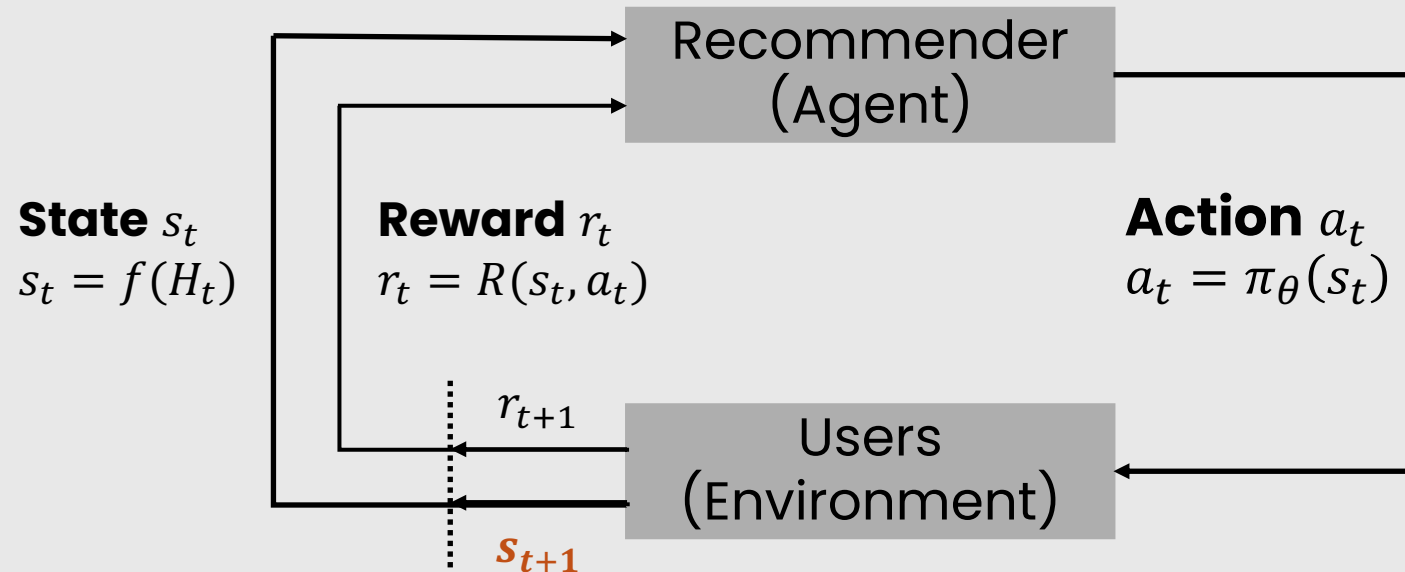 Recommender
(Agent)
State s_t
s_t = f(H_t)
Reward r_t
r_t = R(s_t, a_t)
Action a_t
a_t = π_θ(s_t)
r_{t+1}
Users
(Environment)
s_{t+1}